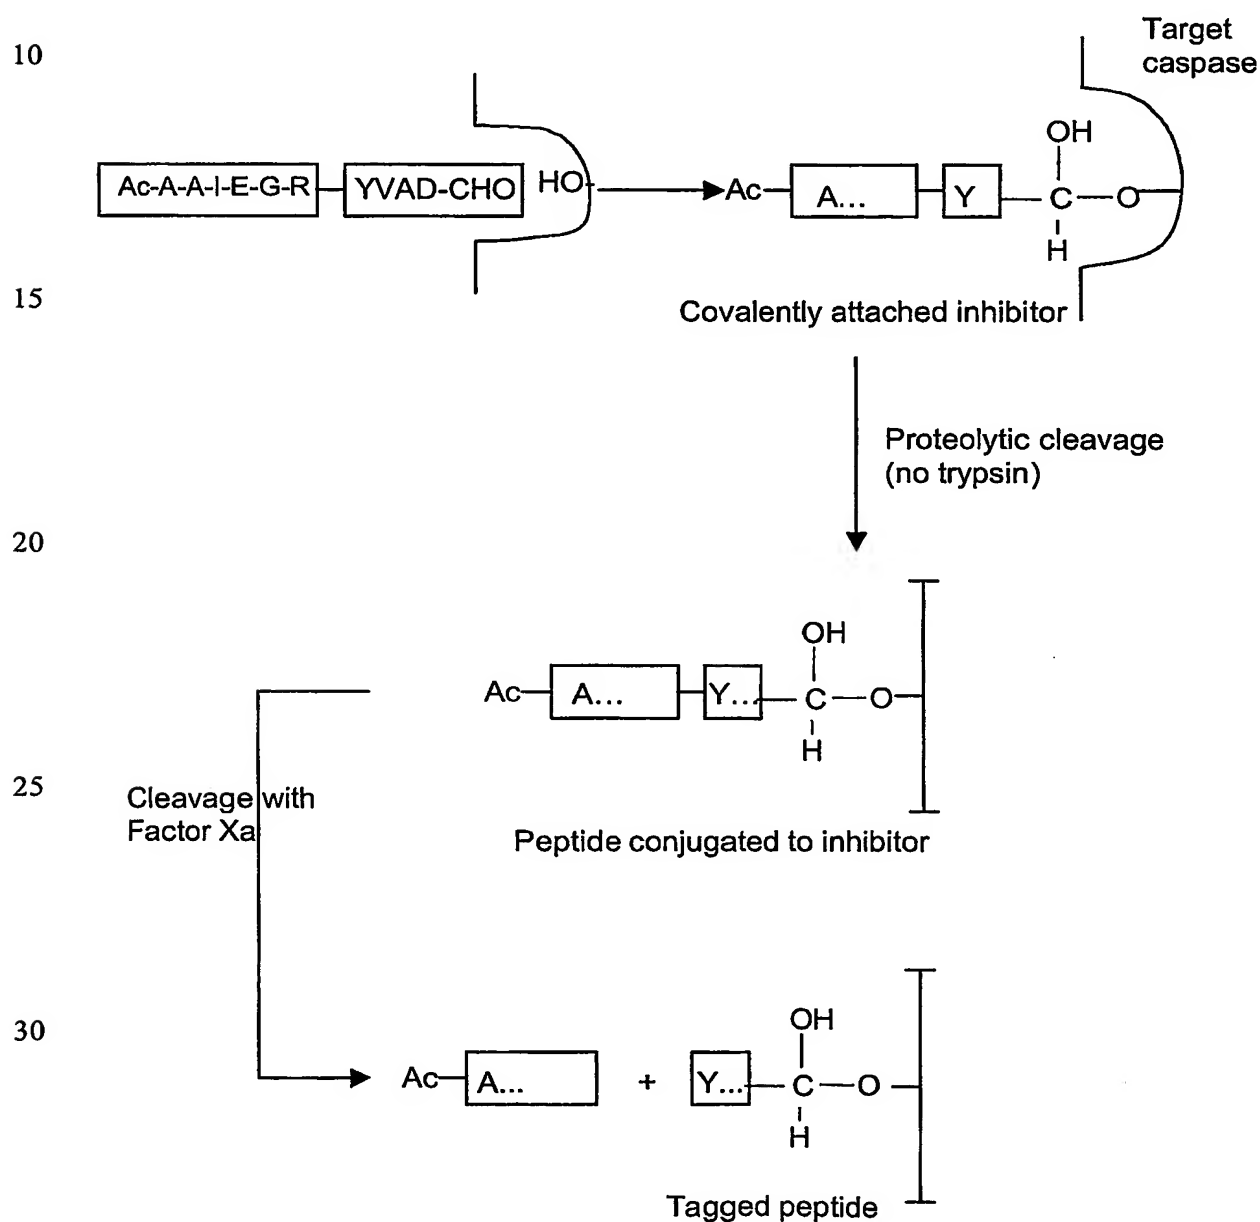 Target
caspase
10
OH
Ac-A-A-I-E-G-R YVAD-CHO HO Ac A... Y C O
H
15
Covalently attached inhibitor
Proteolytic cleavage
(no trypsin)
20
OH
Ac A... Y... C O
H
25
Cleavage with
Factor Xa
Peptide conjugated to inhibitor
30
OH
Ac A... + Y... C O
H
Tagged peptide